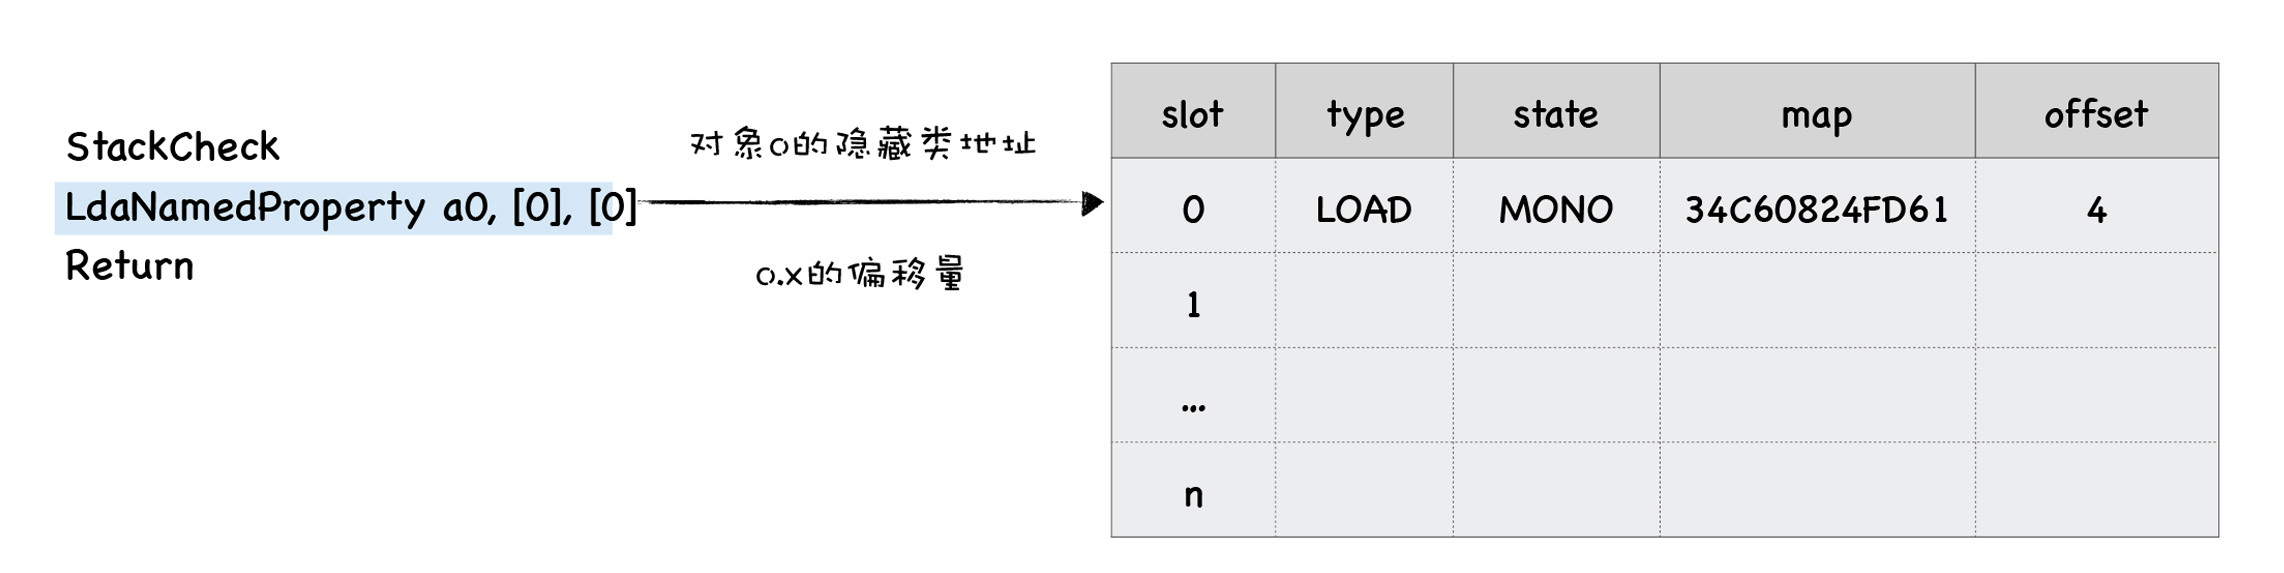 StackCheck
LdaNamedProperty a0, [0], [0]
Return
对象o的隐藏类地址
o.x的偏移量
slot type state map offset
0 LOAD MONO 34C60824FD61 4
1
...
n